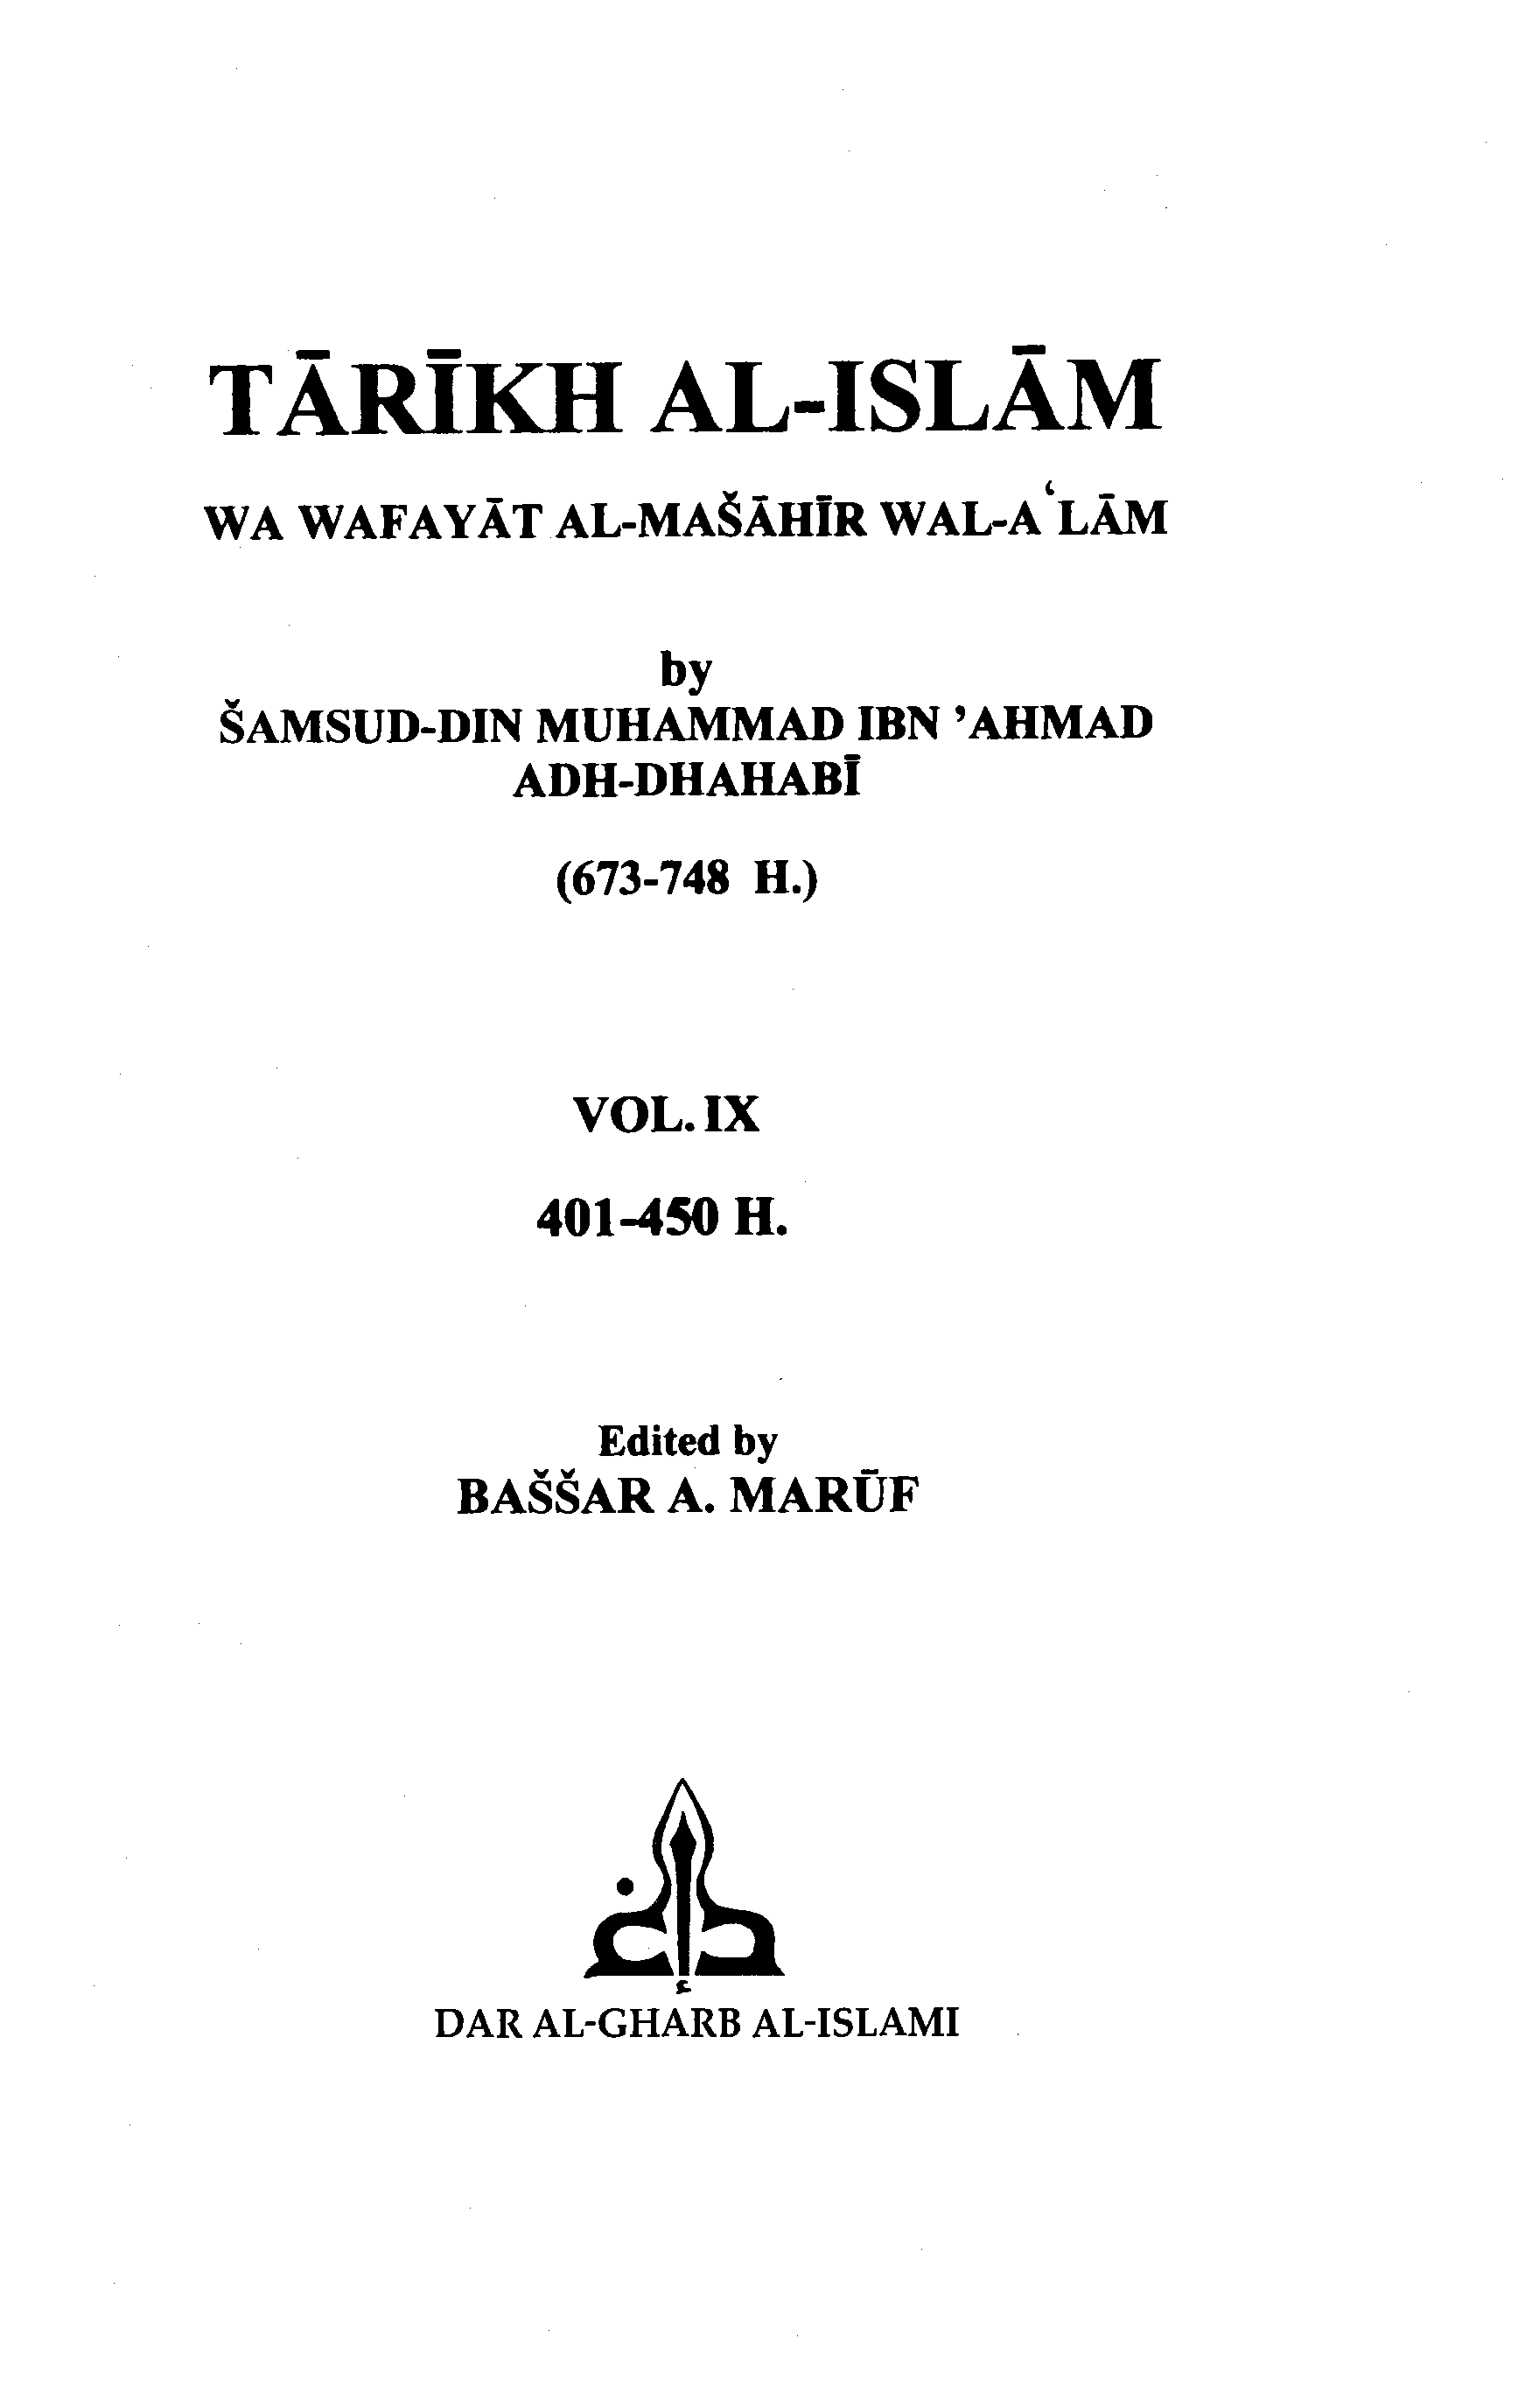 TĀRĪKH AL-ISLĀM
WA WAFAYĀT AL-MAŠĀHĪR WAL-AʿLĀM
by
ŠAMSUD-DIN MUHAMMAD IBN ’AHMAD
ADH-DHAHABĪ
(673-748 H.)
VOL. IX
401-450 H.
Edited by
BAŠŠAR A. MARŪF
DAR AL-GHARB AL-ISLAMI